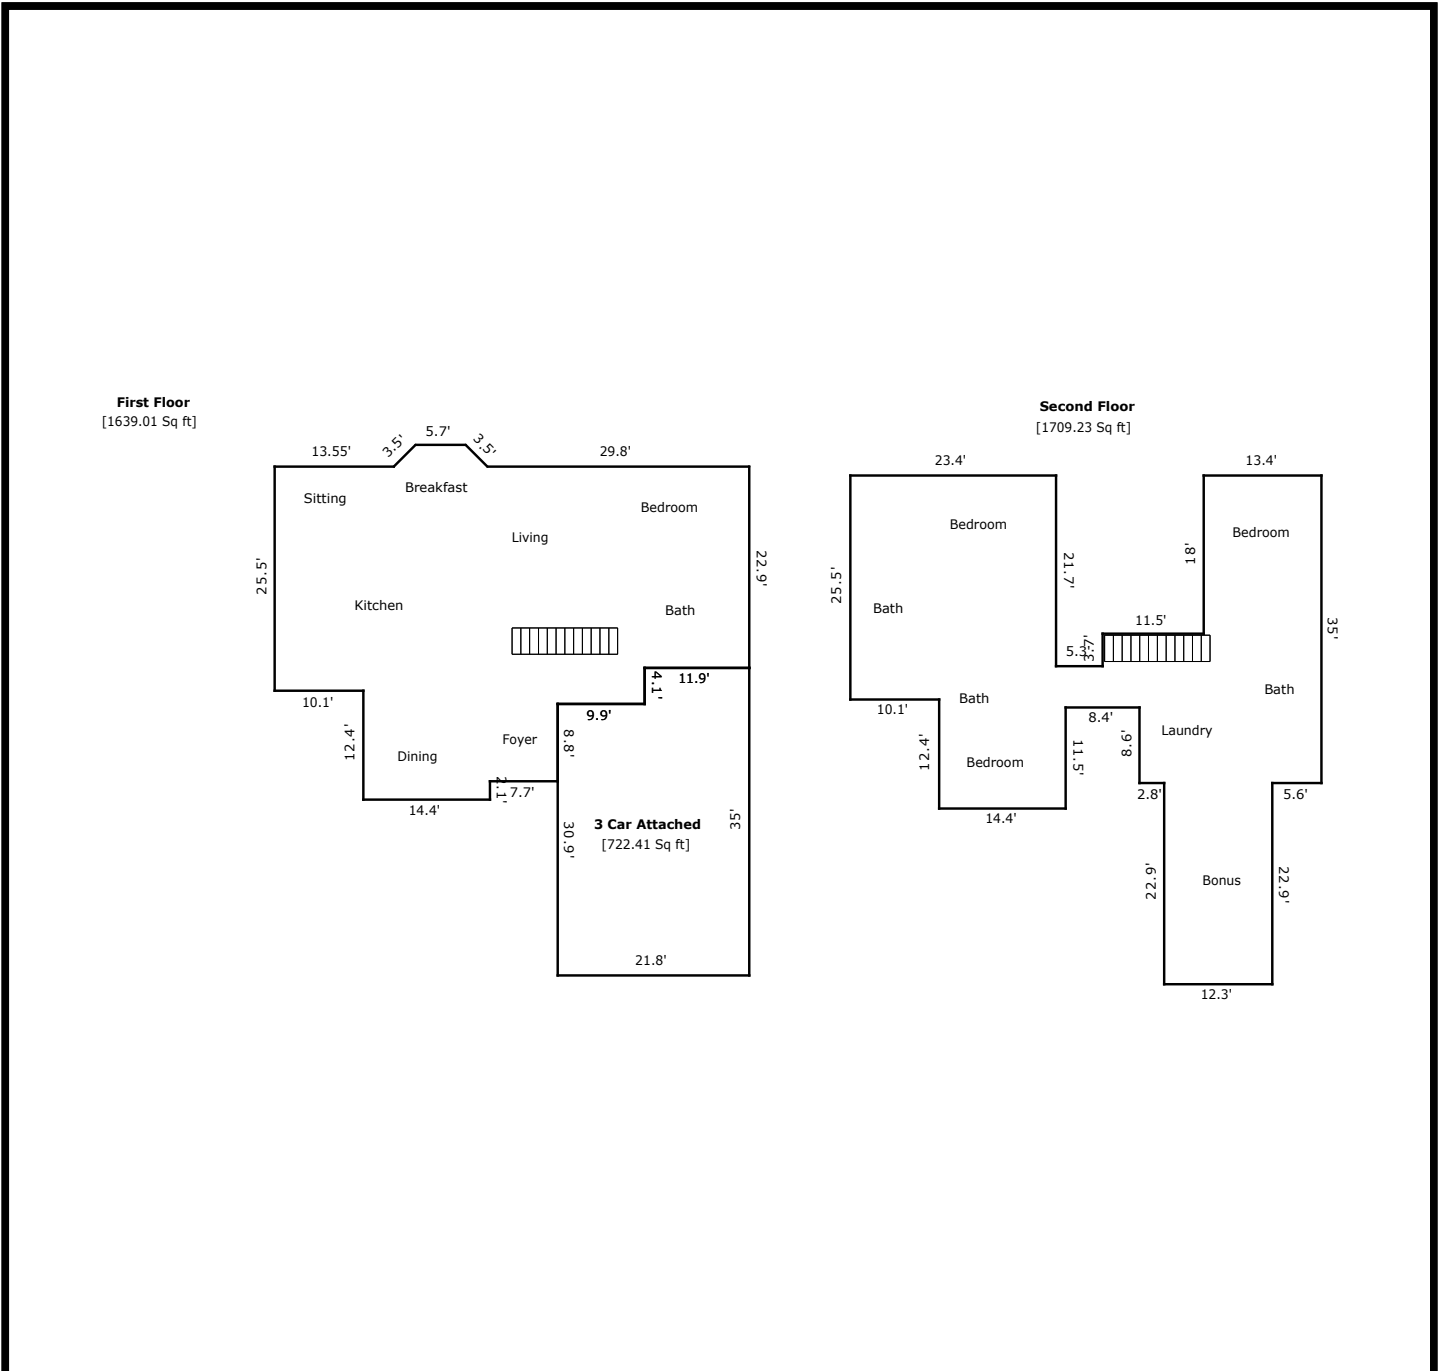 First Floor
[1639.01 Sq ft]
13.55'
3.5'
5.7'
3.5'
29.8'
Sitting
Breakfast
Bedroom
Living
25.5'
22.9'
Kitchen
Bath
11.9'
4.1'
10.1'
9.9'
12.4'
Dining
Foyer
8.8'
2.1'
7.7'
14.4'
3 Car Attached
[722.41 Sq ft]
30.9'
35'
21.8'
Second Floor
[1709.23 Sq ft]
23.4'
13.4'
Bedroom
Bedroom
21.7'
18'
25.5'
Bath
11.5'
35'
5.3'
3.7'
Bath
Bath
10.1'
8.4'
Laundry
12.4'
Bedroom
11.5'
8.6'
2.8'
5.6'
14.4'
22.9'
Bonus
22.9'
12.3'